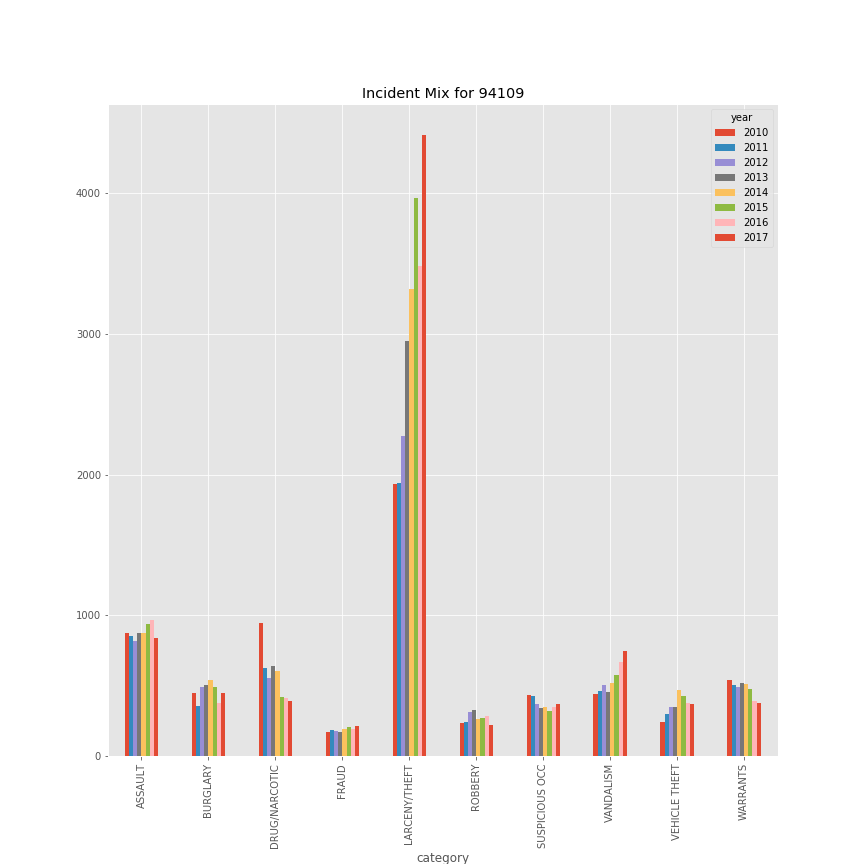 Incident Mix for 94109
year
2010
2011
2012
2013
2014
2015
2016
2017
4000
3000
2000
1000
0
ASSAULT
BURGLARY
DRUG/NARCOTIC
FRAUD
LARCENY/THEFT
ROBBERY
SUSPICIOUS OCC
VANDALISM
VEHICLE THEFT
WARRANTS
category